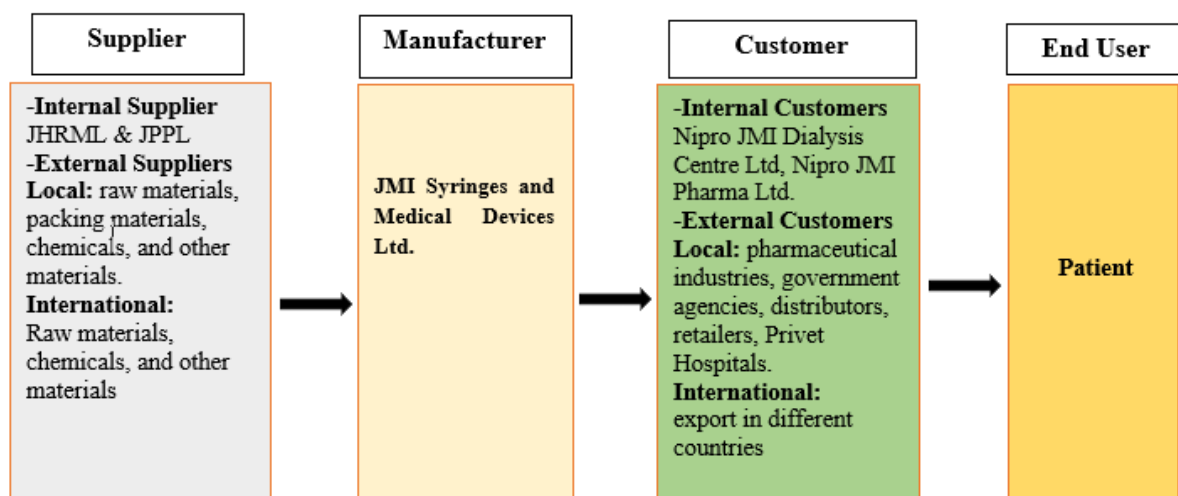 Supplier
-Internal Supplier
JHRML & JPPL
-External Suppliers
Local: raw materials,
packing materials,
chemicals, and other
materials.
International:
Raw materials,
chemicals, and other
materials
Manufacturer
JMI Syringes and
Medical Devices
Ltd.
Customer
-Internal Customers
Nipro JMI Dialysis
Centre Ltd, Nipro JMI
Pharma Ltd.
-External Customers
Local: pharmaceutical
industries, government
agencies, distributors,
retailers, Privet
Hospitals.
International:
export in different
countries
End User
Patient